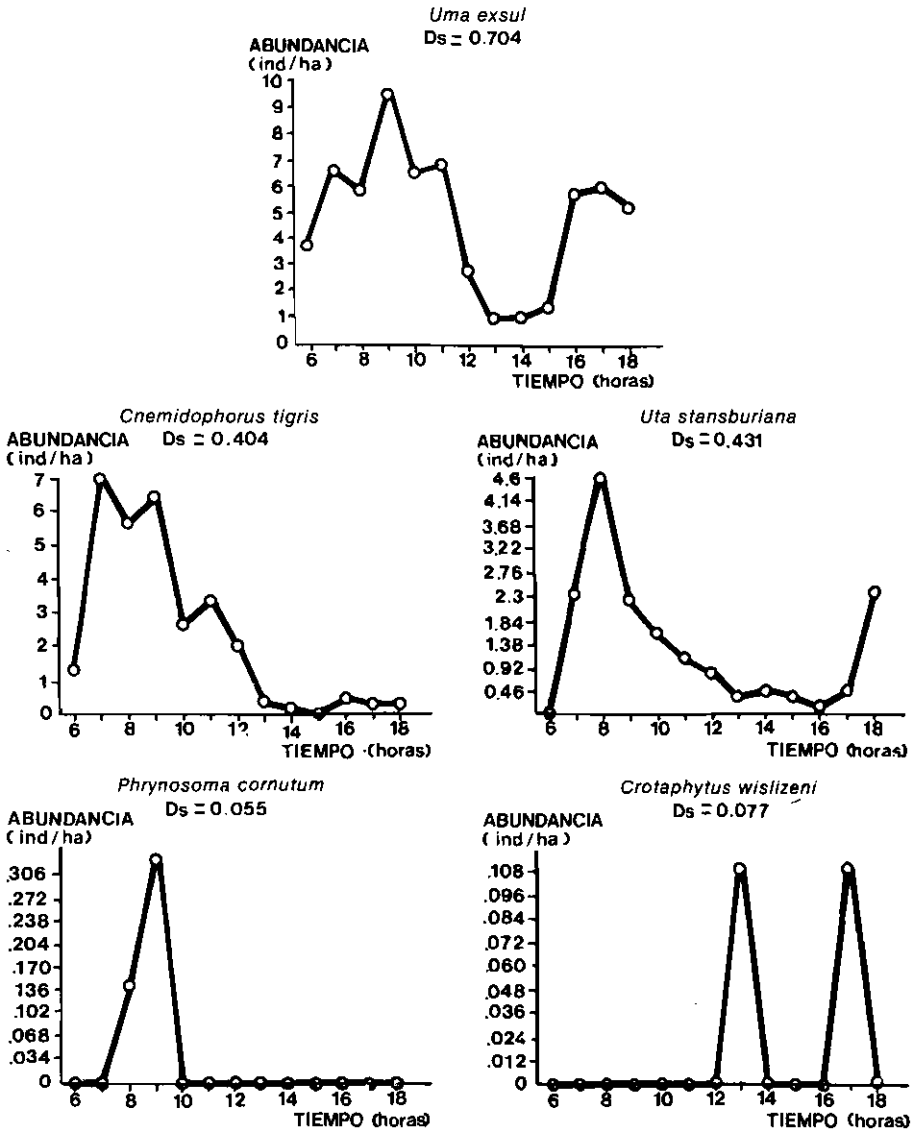 Uma exsul
Ds = 0.704
ABUNDANCIA
(ind/ha)
10
9
8
7
6
5
4
3
2
1
0
6 8 10 12 14 16 18
TIEMPO (horas)
Cnemidophorus tigris
Ds = 0.404
ABUNDANCIA
(ind/ha)
7
6
5
4
3
2
1
0
6 8 10 12 14 16 18
TIEMPO (horas)
Uta stansburiana
Ds = 0.431
ABUNDANCIA
(ind/ha)
4.6
4.14
3.68
3.22
2.76
2.3
1.84
1.38
0.92
0.46
0
6 8 10 12 14 16 18
TIEMPO (horas)
Phrynosoma cornutum
Ds = 0.055
ABUNDANCIA
(ind/ha)
.306
.272
.238
.204
.170
.136
.102
.068
.034
0
6 8 10 12 14 16 18
TIEMPO (horas)
Crotaphytus wislizeni
Ds = 0.077
ABUNDANCIA
(ind/ha)
.108
.096
.084
.072
.060
.048
.036
.024
.012
0
6 8 10 12 14 16 18
TIEMPO (horas)